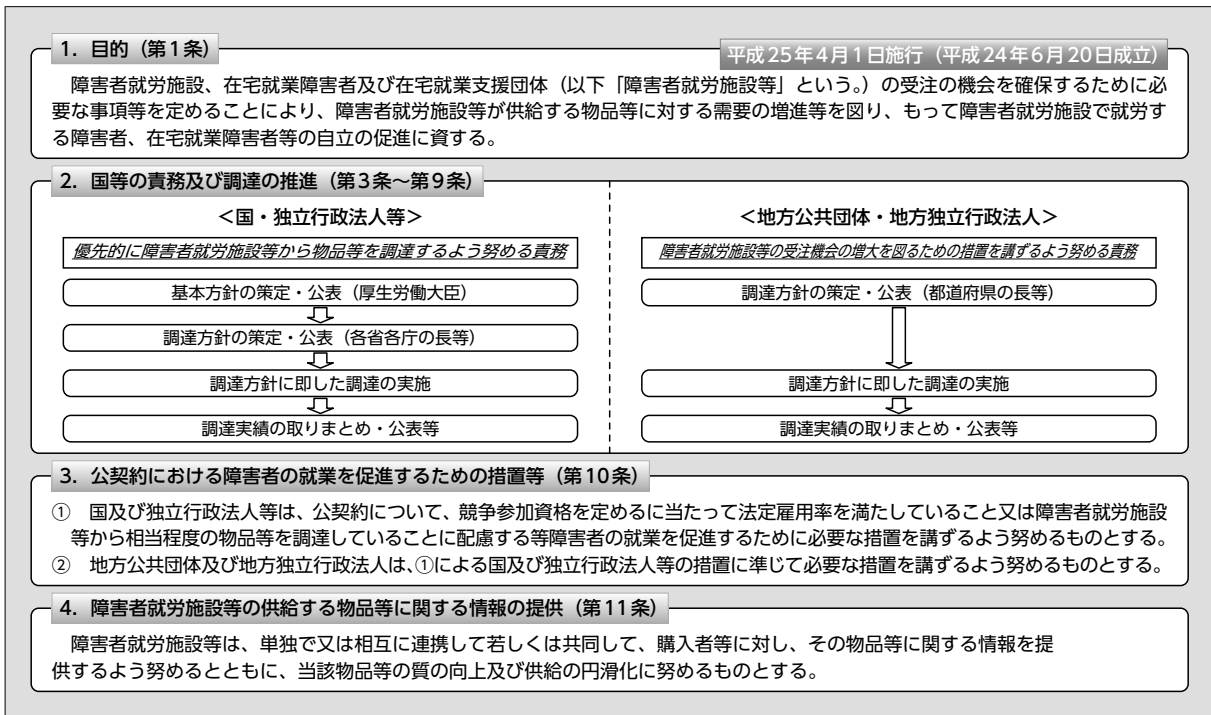 1．目的（第1条）
平成25年4月1日施行（平成24年6月20日成立）
障害者就労施設、在宅就業障害者及び在宅就業支援団体（以下「障害者就労施設等」という。）の受注の機会を確保するために必
要な事項等を定めることにより、障害者就労施設等が供給する物品等に対する需要の増進等を図り、もって障害者就労施設で就労す
る障害者、在宅就業障害者等の自立の促進に資する。
2．国等の責務及び調達の推進（第3条～第9条）
＜国・独立行政法人等＞
優先的に障害者就労施設等から物品等を調達するよう努める責務
基本方針の策定・公表（厚生労働大臣）
調達方針の策定・公表（各省各庁の長等）
調達方針に即した調達の実施
調達実績の取りまとめ・公表等
＜地方公共団体・地方独立行政法人＞
障害者就労施設等の受注機会の増大を図るための措置を講ずるよう努める責務
調達方針の策定・公表（都道府県の長等）
調達方針に即した調達の実施
調達実績の取りまとめ・公表等
3．公契約における障害者の就業を促進するための措置等（第10条）
①　国及び独立行政法人等は、公契約について、競争参加資格を定めるに当たって法定雇用率を満たしていること又は障害者就労施設
等から相当程度の物品等を調達していることに配慮する等障害者の就業を促進するために必要な措置を講ずるよう努めるものとする。
②　地方公共団体及び地方独立行政法人は、①による国及び独立行政法人等の措置に準じて必要な措置を講ずるよう努めるものとする。
4．障害者就労施設等の供給する物品等に関する情報の提供（第11条）
障害者就労施設等は、単独で又は相互に連携して若しくは共同して、購入者等に対し、その物品等に関する情報を提
供するよう努めるとともに、当該物品等の質の向上及び供給の円滑化に努めるものとする。